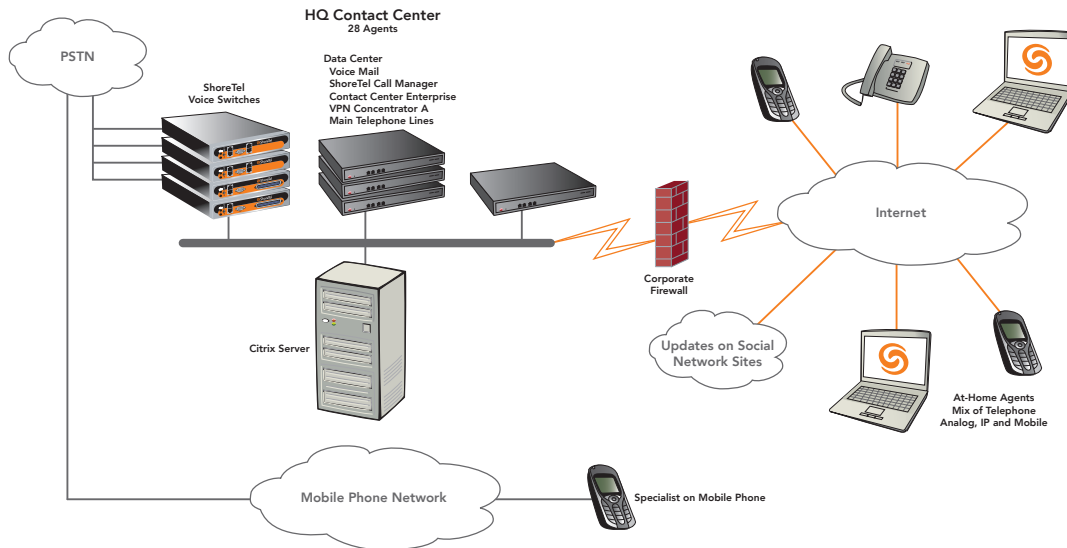 HQ Contact Center
28 Agents
PSTN
Data Center
Voice Mail
ShoreTel Call Manager
Contact Center Enterprise
VPN Concentrator A
Main Telephone Lines
ShoreTel
Voice Switches
Internet
Corporate
Firewall
Citrix Server
Updates on Social
Network Sites
At-Home Agents
Mix of Telephone
Analog, IP and Mobile
Mobile Phone Network
Specialist on Mobile Phone